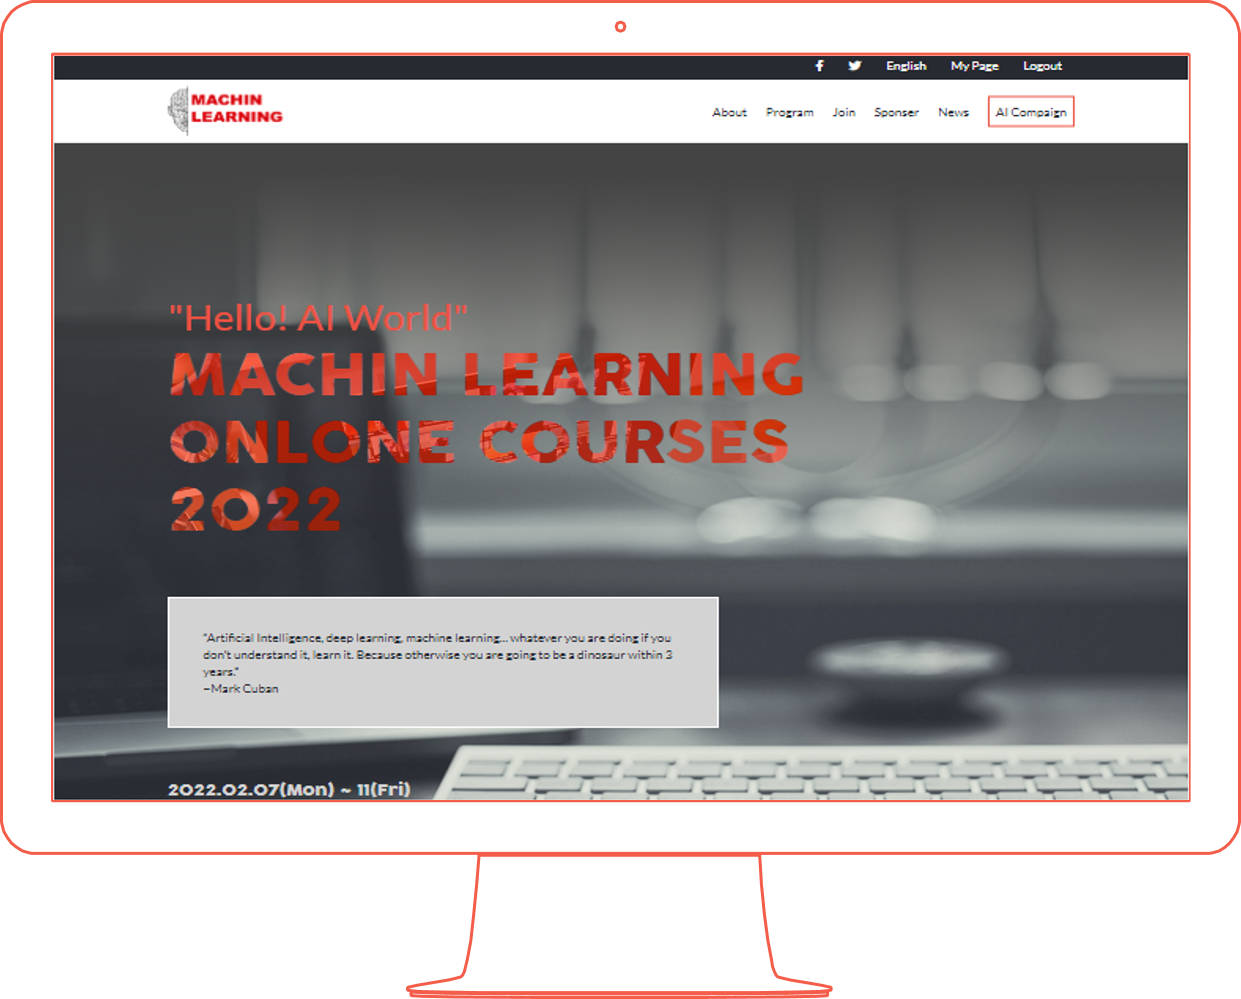 English My Page Logout
MACHIN
LEARNING
About Program Join Sponser News AI Compaign
"Hello! AI World"
MACHIN LEARNING
ONLONE COURSES
2022
"Artificial Intelligence, deep learning, machine learning... whatever you are doing if you
don't understand it, learn it. Because otherwise you are going to be a dinosaur within 3
years."
–Mark Cuban
2022.02.07(Mon) ~ 11(Fri)